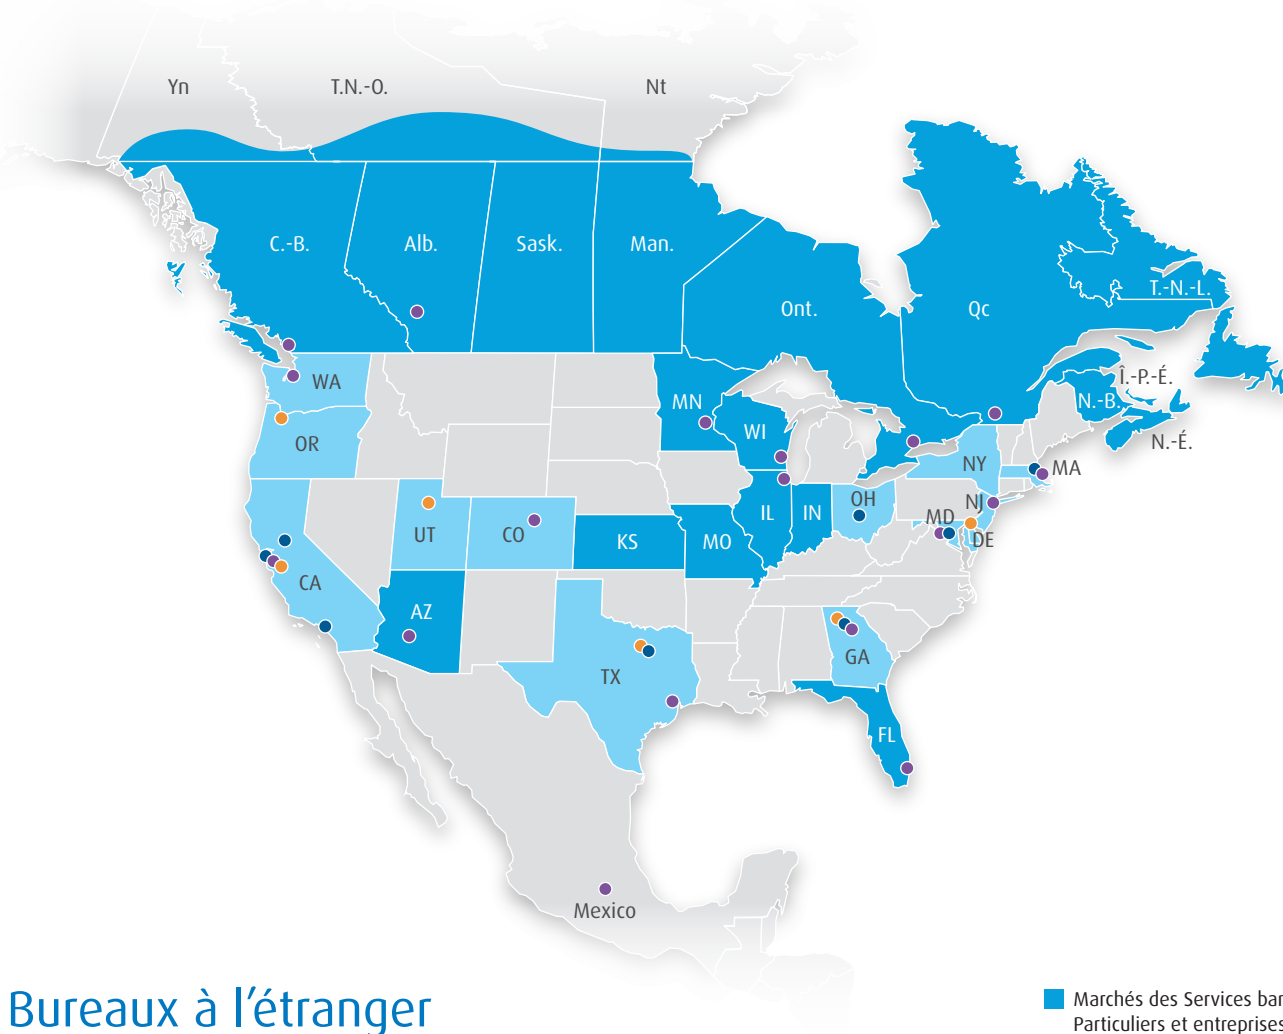 Yn
T.N.-O.
Nt
C.-B.
Alb.
Sask.
Man.
Ont.
Qc
T.-N.-L.
Î.-P.-É.
N.-B.
N.-É.
WA
OR
MN
WI
NY
MA
UT
CO
KS
MO
IL
IN
OH
NJ
MD
DE
CA
AZ
TX
GA
FL
Mexico
Bureaux à l'étranger
Marchés des Services
Particuliers et entreprises